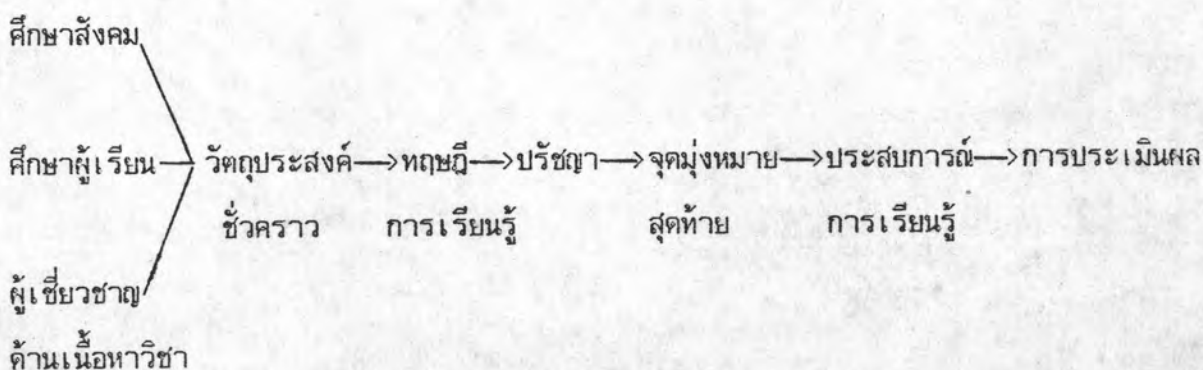 ศึกษาสังคม
ศึกษาผู้เรียน วัตถุประสงค์ ทฤษฎี ปรัชญา จุดมุ่งหมาย ประสบการณ์ การประเมินผล
ชั่วคราว การเรียนรู้ สุดท้าย การเรียนรู้
ผู้เชี่ยวชาญ
ด้านเนื้อหาวิชา